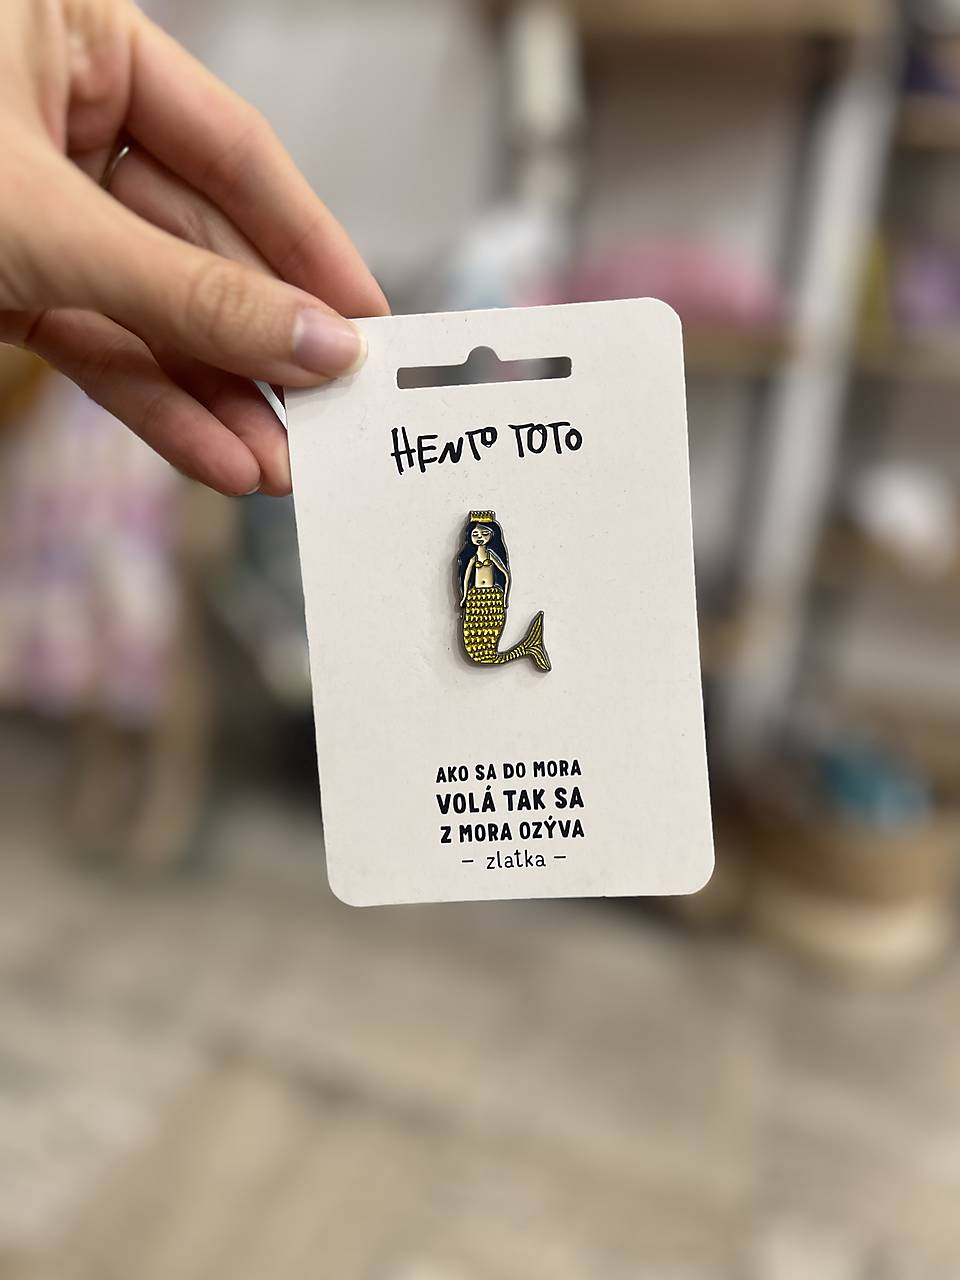 HENTO TOTO
AKO SA DO MORA
VOLÁ TAK SA
Z MORA OZÝVA
– zlatka –